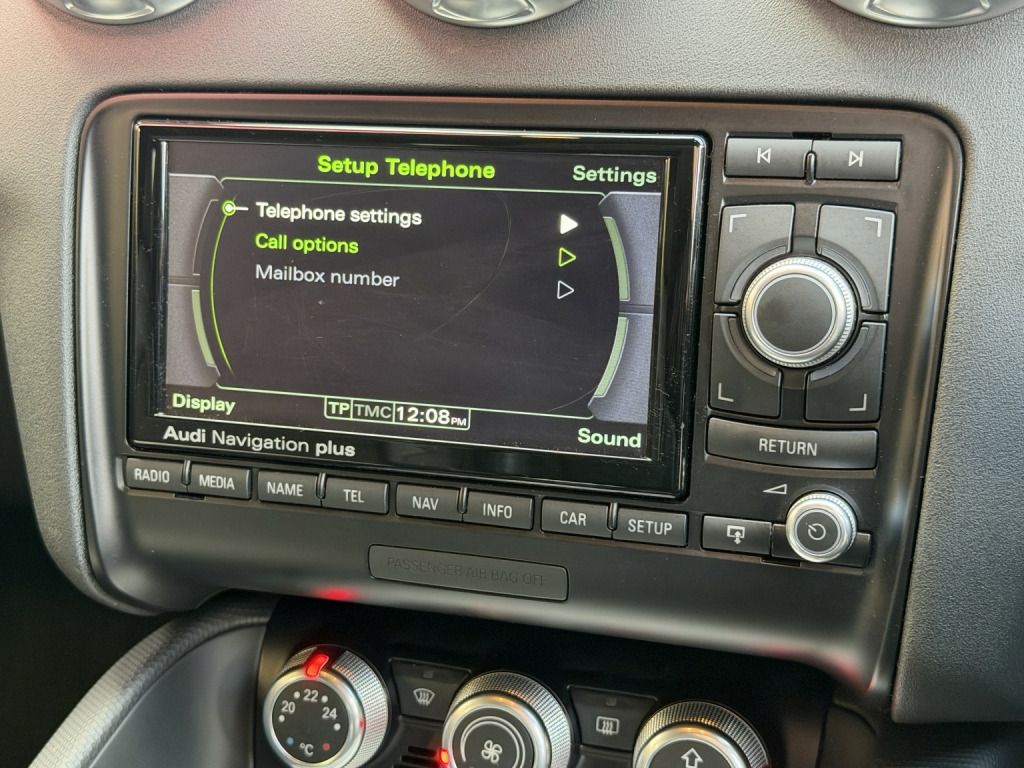 Setup Telephone
Settings
Telephone settings
Call options
Mailbox number
Display
TP TMC 12:08PM
Sound
Audi Navigation plus
RETURN
RADIO MEDIA NAME TEL NAV INFO CAR SETUP
PASSENGER AIR BAG OFF
22
20 24
°C